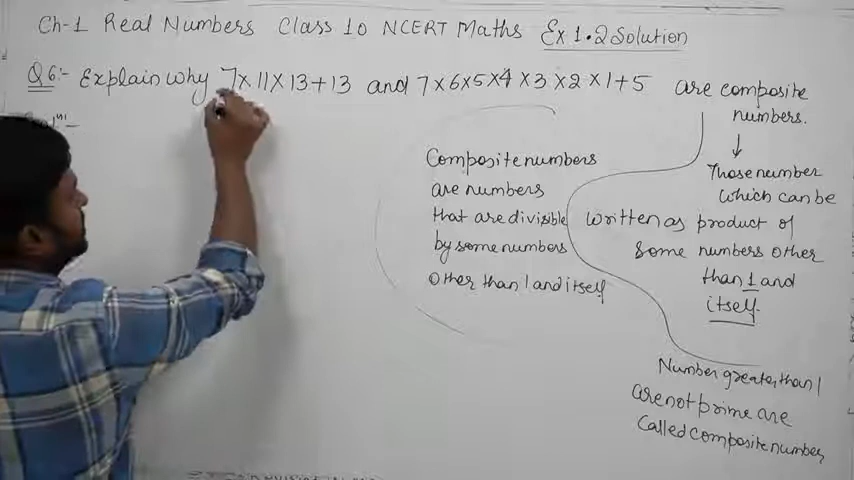 Ch-1 Real Numbers Class 10 NCERT Maths Ex 1.2 Solution
Q6:- Explain why 7×11×13+13 and 7×6×5×4×3×2×1+5 are composite
numbers.
Composite numbers
are numbers
that are divisible
by some numbers
other than 1 and itself
Those number
which can be
written as product of
some numbers other
than 1 and
itself.
Number greater than 1
are not prime are
called composite number